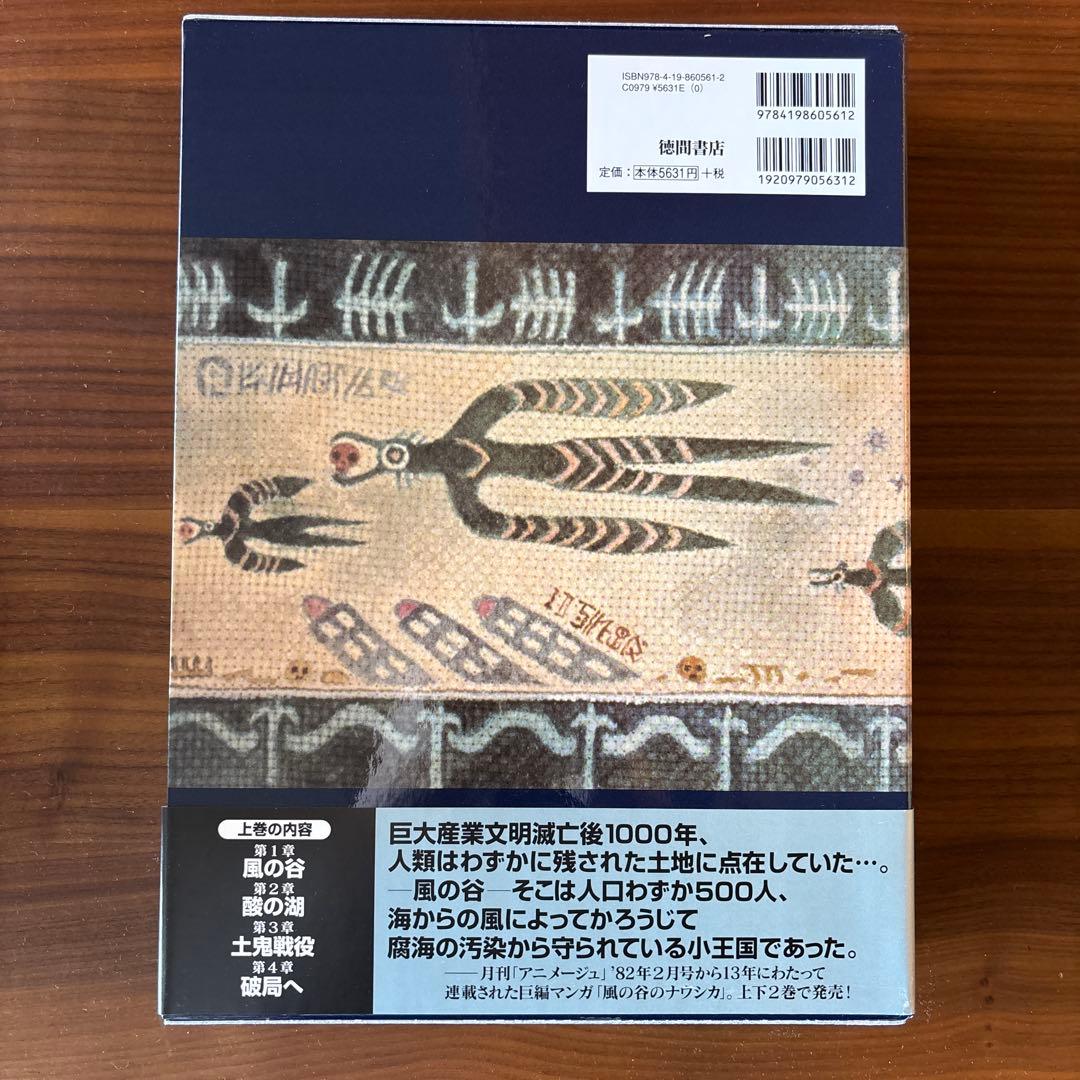 ISBN978-4-19-860561-2
C0979 ¥5631E (0)
9784198605612
徳間書店
定価：本体5631円＋税
1920979056312
上巻の内容
第1章
風の谷
第2章
酸の湖
第3章
土鬼戦役
第4章
破局へ
巨大産業文明滅亡後1000年、
人類はわずかに残された土地に点在していた…。
─風の谷─そこは人口わずか500人、
海からの風によってかろうじて
腐海の汚染から守られている小王国であった。
──月刊「アニメージュ」'82年2月号から13年にわたって
連載された巨編マンガ「風の谷のナウシカ」。上下2巻で発売！